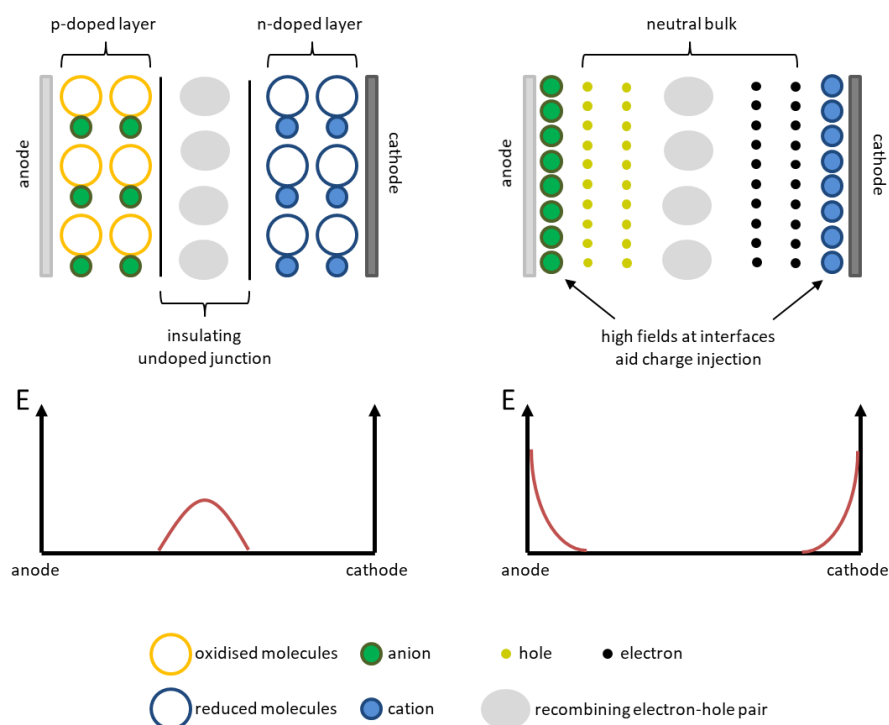 p-doped layer
n-doped layer
anode
cathode
insulating
undoped junction
neutral bulk
anode
cathode
high fields at interfaces
aid charge injection
E
anode
cathode
E
anode
cathode
oxidised molecules
anion
hole
electron
reduced molecules
cation
recombining electron-hole pair